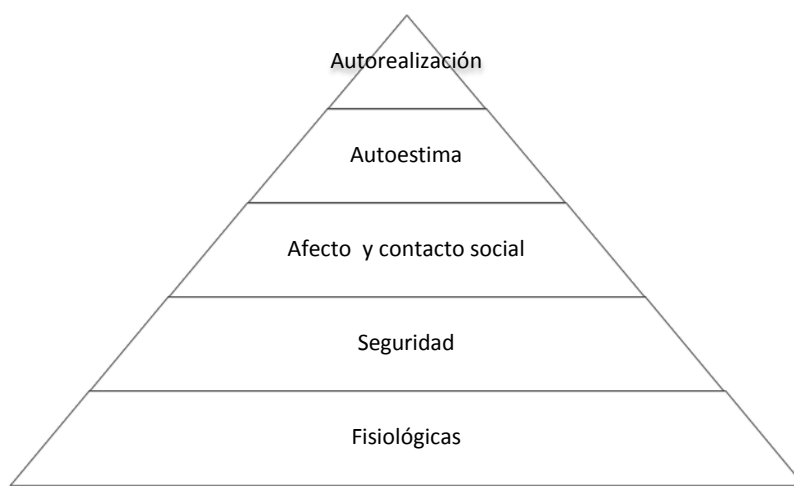 Autorealización
Autoestima
Afecto  y contacto social
Seguridad
Fisiológicas